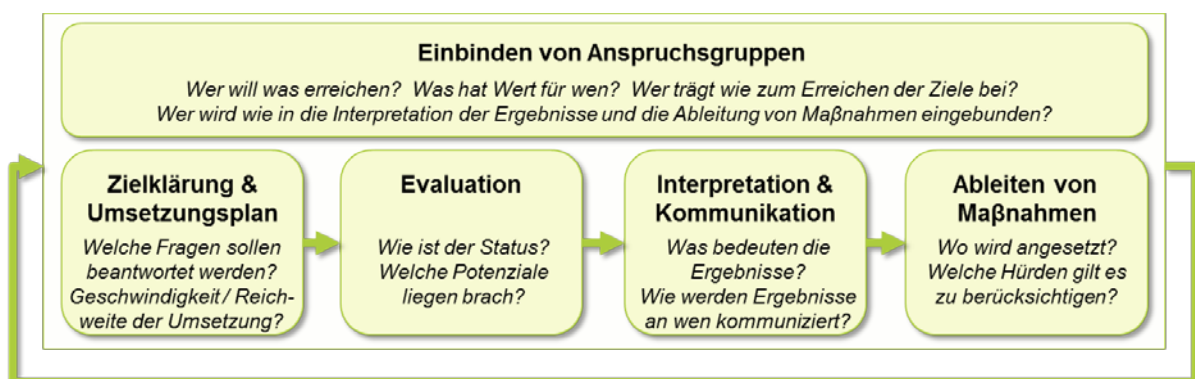 Einbinden von Anspruchsgruppen
Wer will was erreichen? Was hat Wert für wen? Wer trägt wie zum Erreichen der Ziele bei?
Wer wird wie in die Interpretation der Ergebnisse und die Ableitung von Maßnahmen eingebunden?
Zielklärung &
Umsetzungsplan
Welche Fragen sollen
beantwortet werden?
Geschwindigkeit / Reich-
weite der Umsetzung?
Evaluation
Wie ist der Status?
Welche Potenziale
liegen brach?
Interpretation &
Kommunikation
Was bedeuten die
Ergebnisse?
Wie werden Ergebnisse
an wen kommuniziert?
Ableiten von
Maßnahmen
Wo wird angesetzt?
Welche Hürden gilt es
zu berücksichtigen?